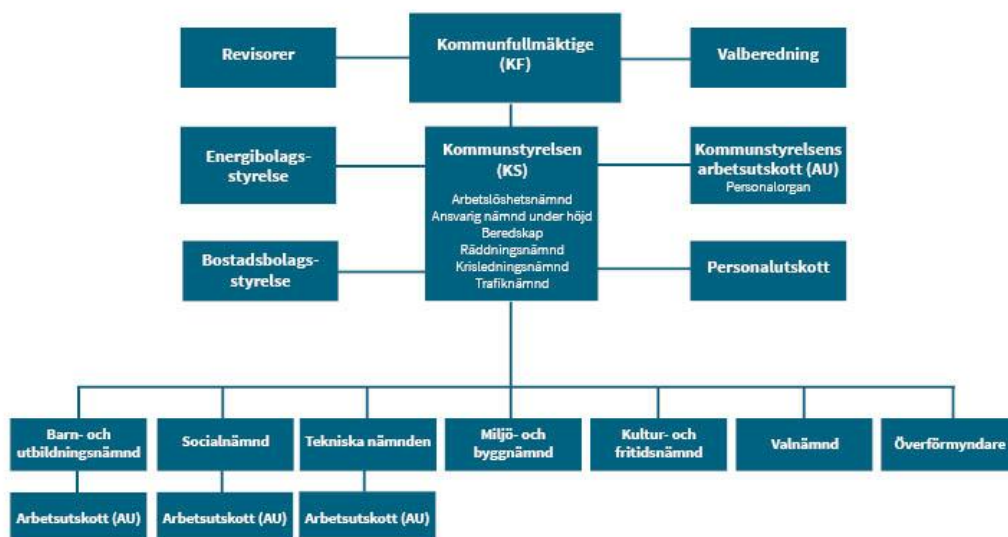 Revisorer
Kommunfullmäktige
(KF)
Valberedning
Energibolags-
styrelse
Kommunstyrelsen
(KS)
Arbetslöshetsnämnd
Ansvarig nämnd under höjd
Beredskap
Räddningsnämnd
Krisledningsnämnd
Trafiknämnd
Kommunstyrelsens
arbetsutskott (AU)
Personalorgan
Bostadsbolags-
styrelse
Personalutskott
Barn- och
utbildningsnämnd
Socialnämnd
Tekniska nämnden
Miljö- och
byggnämnd
Kultur- och
fritidsnämnd
Valnämnd
Överförmyndare
Arbetsutskott (AU)
Arbetsutskott (AU)
Arbetsutskott (AU)